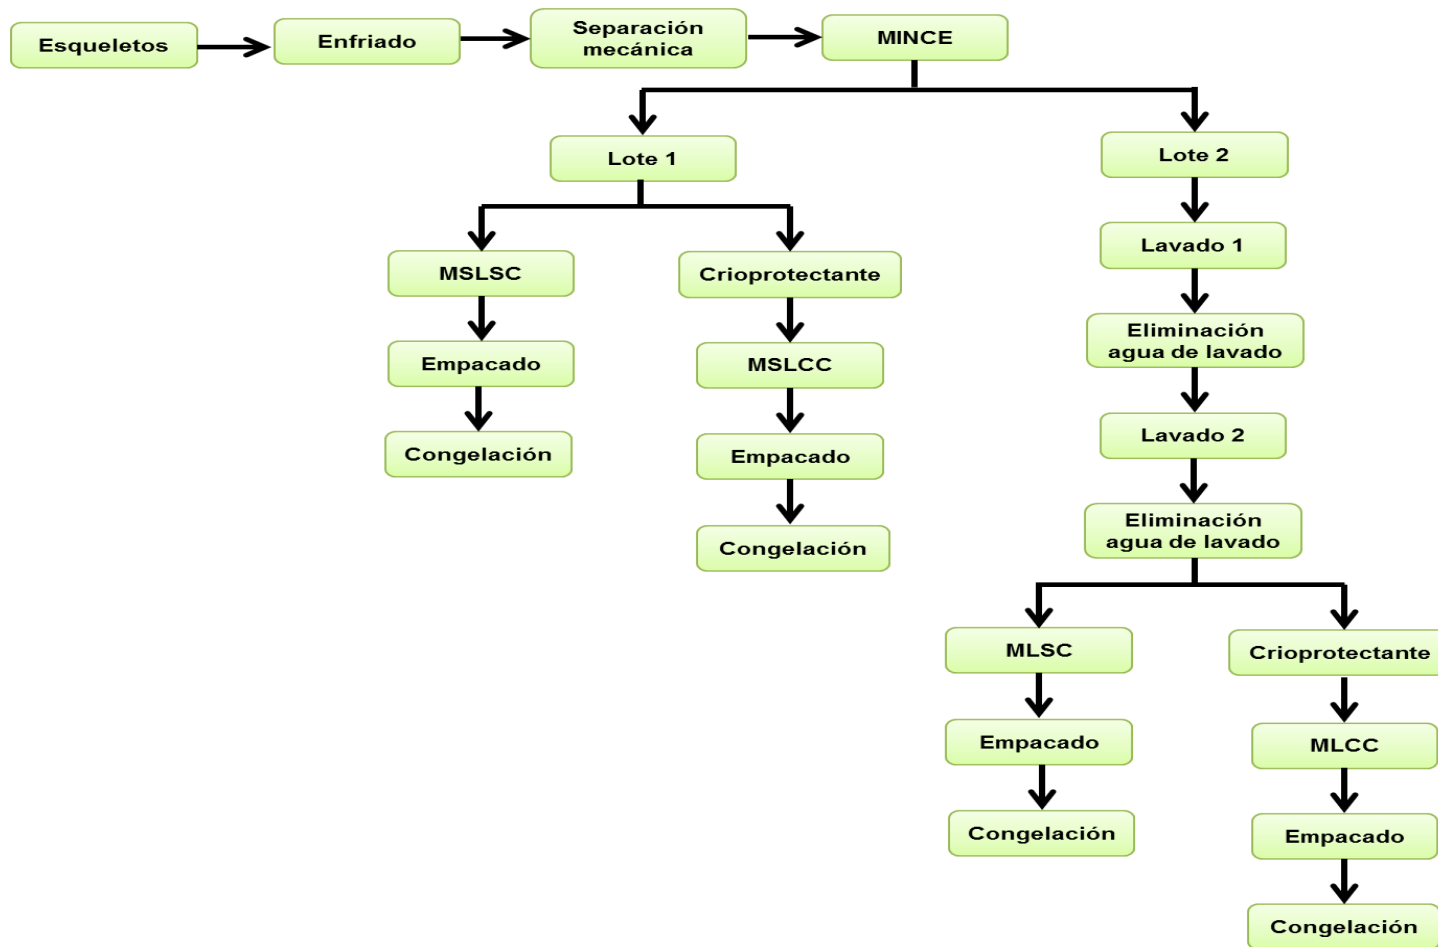 Esqueletos
Enfriado
Separación
mecánica
MINCE
Lote 1
Lote 2
MSLSC
Empacado
Congelación
Crioprotectante
MSLCC
Empacado
Congelación
Lavado 1
Eliminación
agua de lavado
Lavado 2
Eliminación
agua de lavado
MLSC
Empacado
Congelación
Crioprotectante
MLCC
Empacado
Congelación